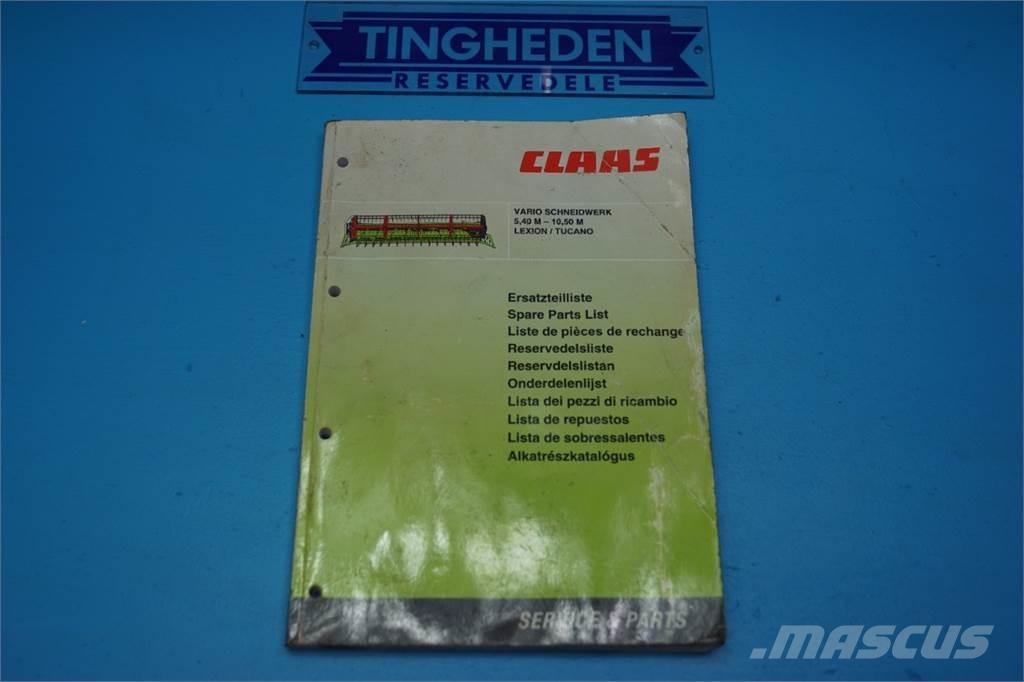 TINGHEDEN
RESERVEDELE
CLAAS
VARIO SCHNEIDWERK
5,40 M – 10,50 M
LEXION / TUCANO
Ersatzteilliste
Spare Parts List
Liste de pièces de rechange
Reservedelsliste
Reservdelslistan
Onderdelenlijst
Lista dei pezzi di ricambio
Lista de repuestos
Lista de sobressalentes
Alkatrészkatalógus
SERVICE & PARTS
MASCUS